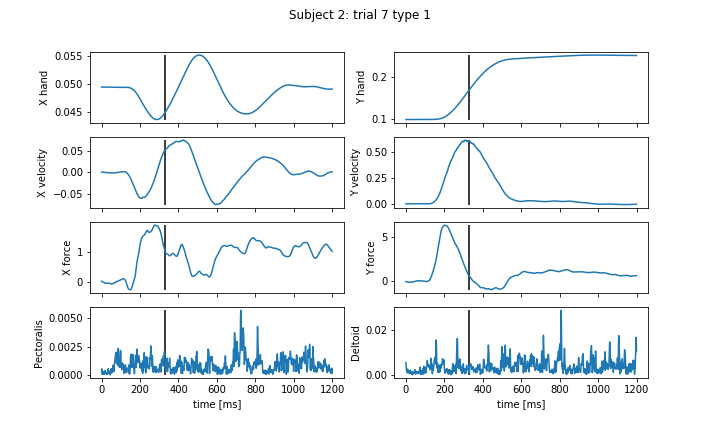 Subject 2: trial 7 type 1
X hand
0.055
0.050
0.045
Y hand
0.2
0.1
X velocity
0.05
0.00
−0.05
Y velocity
0.50
0.25
0.00
X force
1
0
Y force
5
0
Pectoralis
0.0050
0.0025
0.0000
0 200 400 600 800 1000 1200
time [ms]
Deltoid
0.02
0.00
0 200 400 600 800 1000 1200
time [ms]